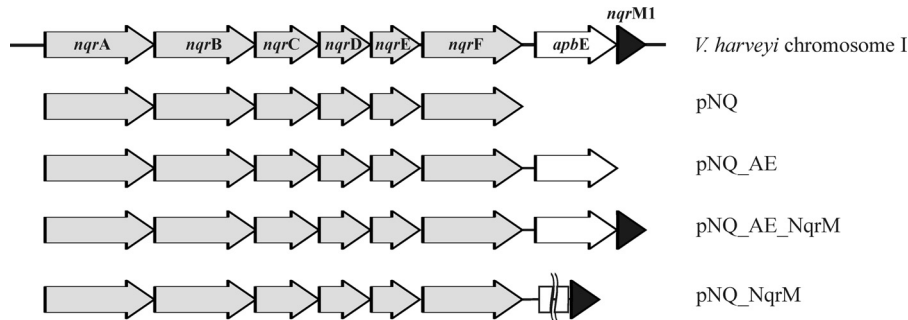 nqrM1
nqrA nqrB nqrC nqrD nqrE nqrF apbE V. harveyi chromosome I
pNQ
pNQ_AE
pNQ_AE_NqrM
pNQ_NqrM